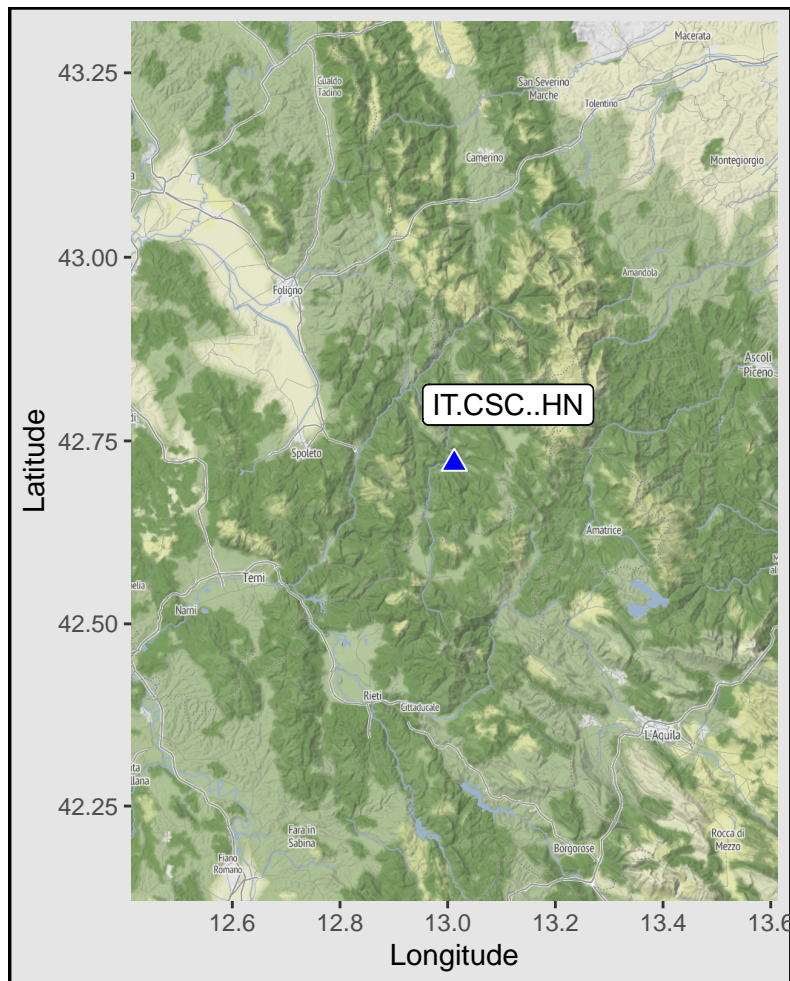 Macerata
43.25
Gualdo
Tadino
San Severino
Marche
Tolentino
Camerino
Montegiorgio
43.00
Amandola
Foligno
Ascoli
Piceno
IT.CSC..HN
Latitude
42.75
Spoleto
Amatrice
Terni
Narni
42.50
Rieti
Cittaducale
L'Aquila
42.25
Fara in
Sabina
Rocca di
Mezzo
Borgorose
Fiano
Romano
12.6 12.8 13.0 13.2 13.4 13.6
Longitude